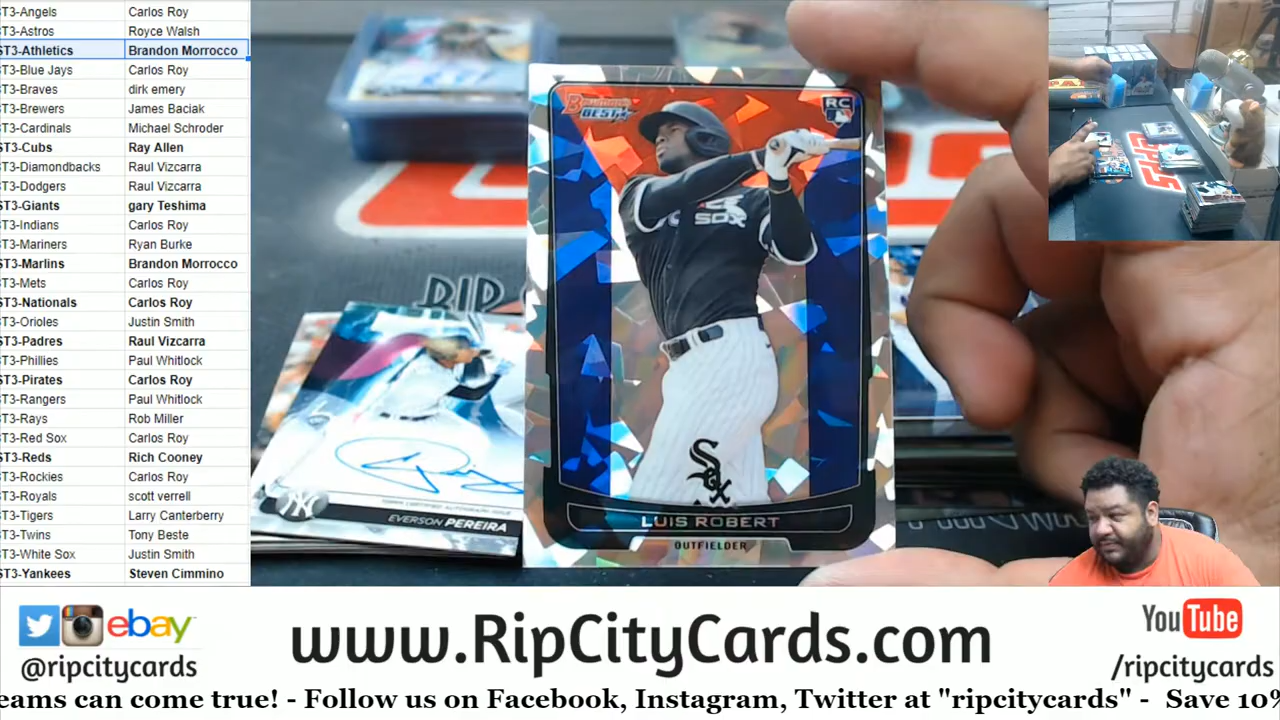 ST3-Angels Carlos Roy
ST3-Astros Royce Walsh
ST3-Athletics Brandon Morrocco
ST3-Blue Jays Carlos Roy
ST3-Braves dirk emery
ST3-Brewers James Baciak
ST3-Cardinals Michael Schroder
ST3-Cubs Ray Allen
ST3-Diamondbacks Raul Vizcarra
ST3-Dodgers Raul Vizcarra
ST3-Giants gary Teshima
ST3-Indians Carlos Roy
ST3-Mariners Ryan Burke
ST3-Marlins Brandon Morrocco
ST3-Mets Carlos Roy
ST3-Nationals Carlos Roy
ST3-Orioles Justin Smith
ST3-Padres Raul Vizcarra
ST3-Phillies Paul Whitlock
ST3-Pirates Carlos Roy
ST3-Rangers Paul Whitlock
ST3-Rays Rob Miller
ST3-Red Sox Carlos Roy
ST3-Reds Rich Cooney
ST3-Rockies Carlos Roy
ST3-Royals scott verrell
ST3-Tigers Larry Canterberry
ST3-Twins Tony Beste
ST3-White Sox Justin Smith
ST3-Yankees Steven Cimmino
Bowman's
BEST
RC
SOX
Sox
LUIS ROBERT
OUTFIELDER
RIP
EVERSON PEREIRA
ebay
@ripcitycards
www.RipCityCards.com
YouTube
/ripcitycards
eams can come true! - Follow us on Facebook, Instagram, Twitter at "ripcitycards" - Save 10%